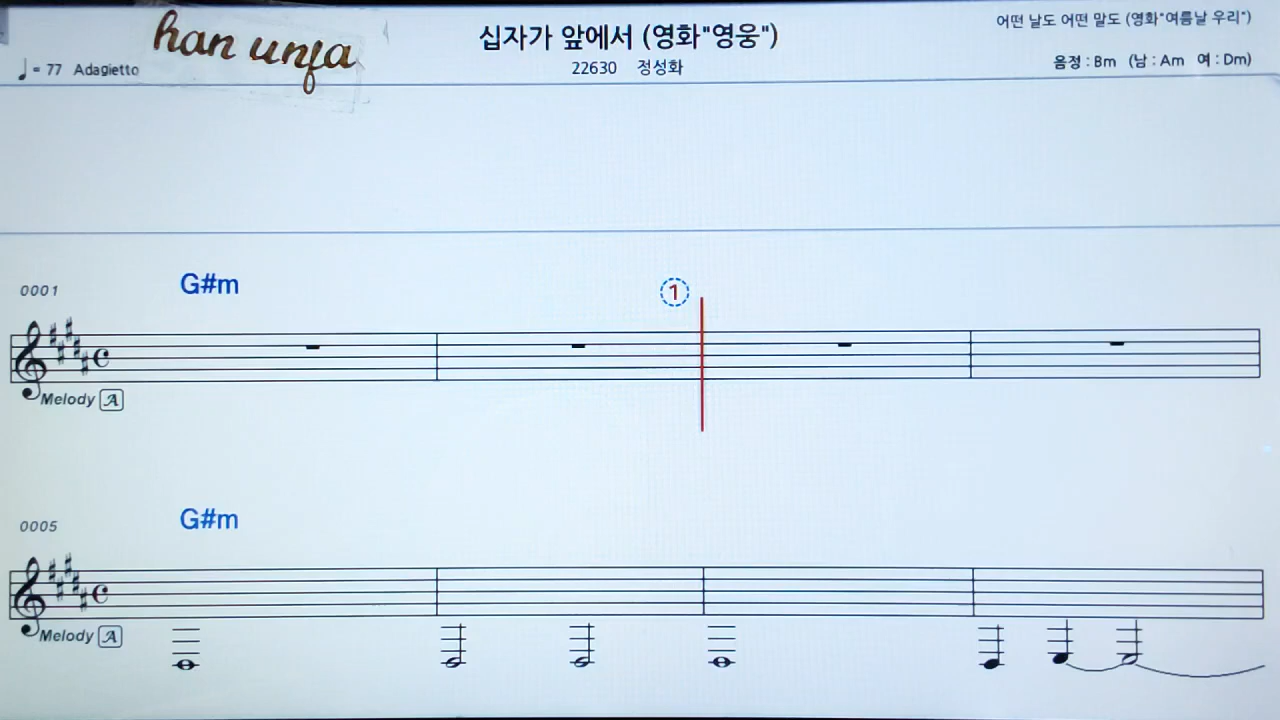 han unfa
십자가 앞에서 (영화"영웅")
어떤 날도 어떤 말도 (영화"여름날 우리")
♩= 77 Adagietto
22630 정성화
음정 : Bm (남 : Am 여 : Dm)
0001
G#m
1
Melody A
0005
G#m
Melody A